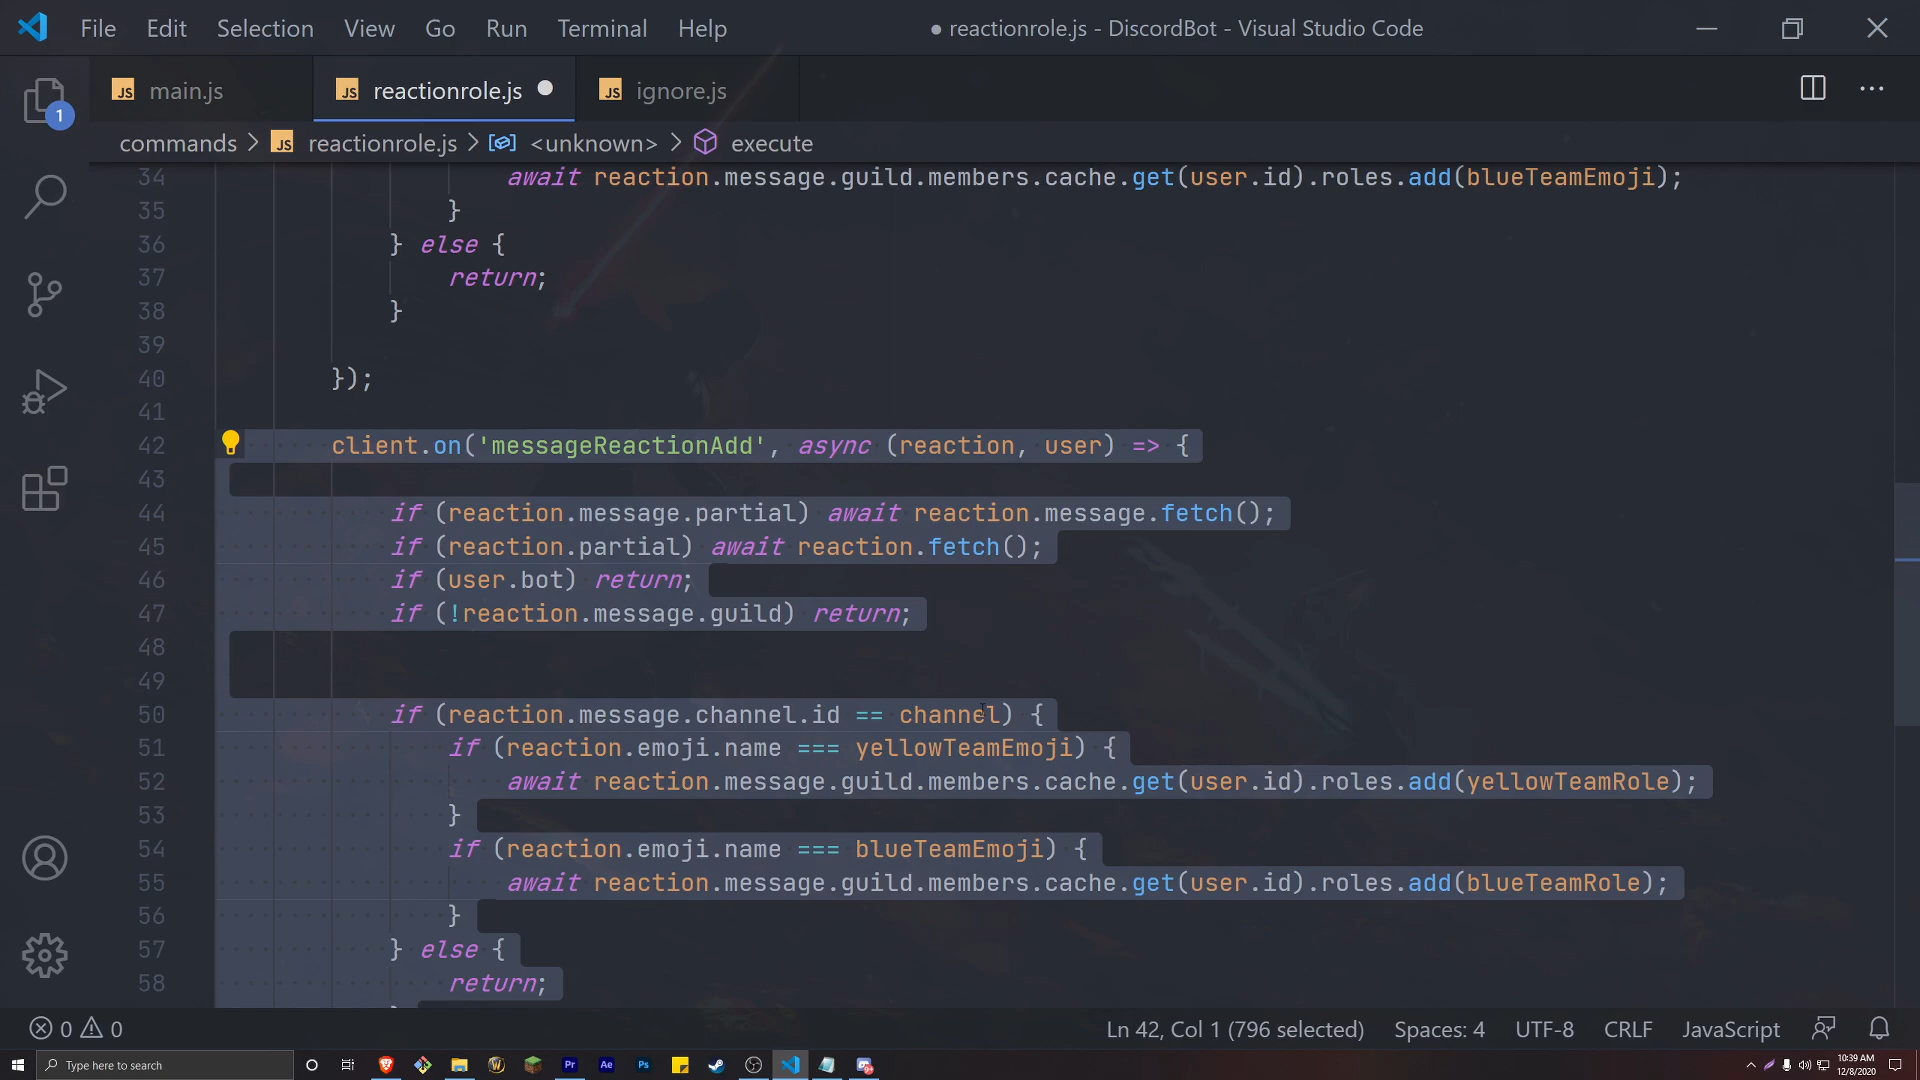 File Edit Selection View Go Run Terminal Help ● reactionrole.js - DiscordBot - Visual Studio Code
JS main.js JS reactionrole.js JS ignore.js
1
commands > JS reactionrole.js > <unknown> > execute
34 await reaction.message.guild.members.cache.get(user.id).roles.add(blueTeamEmoji);
35 }
36 } else {
37 return;
38 }
39
40 });
41
42 client.on('messageReactionAdd', async (reaction, user) => {
43
44 if (reaction.message.partial) await reaction.message.fetch();
45 if (reaction.partial) await reaction.fetch();
46 if (user.bot) return;
47 if (!reaction.message.guild) return;
48
49
50 if (reaction.message.channel.id == channel) {
51 if (reaction.emoji.name === yellowTeamEmoji) {
52 await reaction.message.guild.members.cache.get(user.id).roles.add(yellowTeamRole);
53 }
54 if (reaction.emoji.name === blueTeamEmoji) {
55 await reaction.message.guild.members.cache.get(user.id).roles.add(blueTeamRole);
56 }
57 } else {
58 return;
0 0 Ln 42, Col 1 (796 selected) Spaces: 4 UTF-8 CRLF JavaScript
Type here to search Pr Ae Ps 10:39 AM
12/8/2020